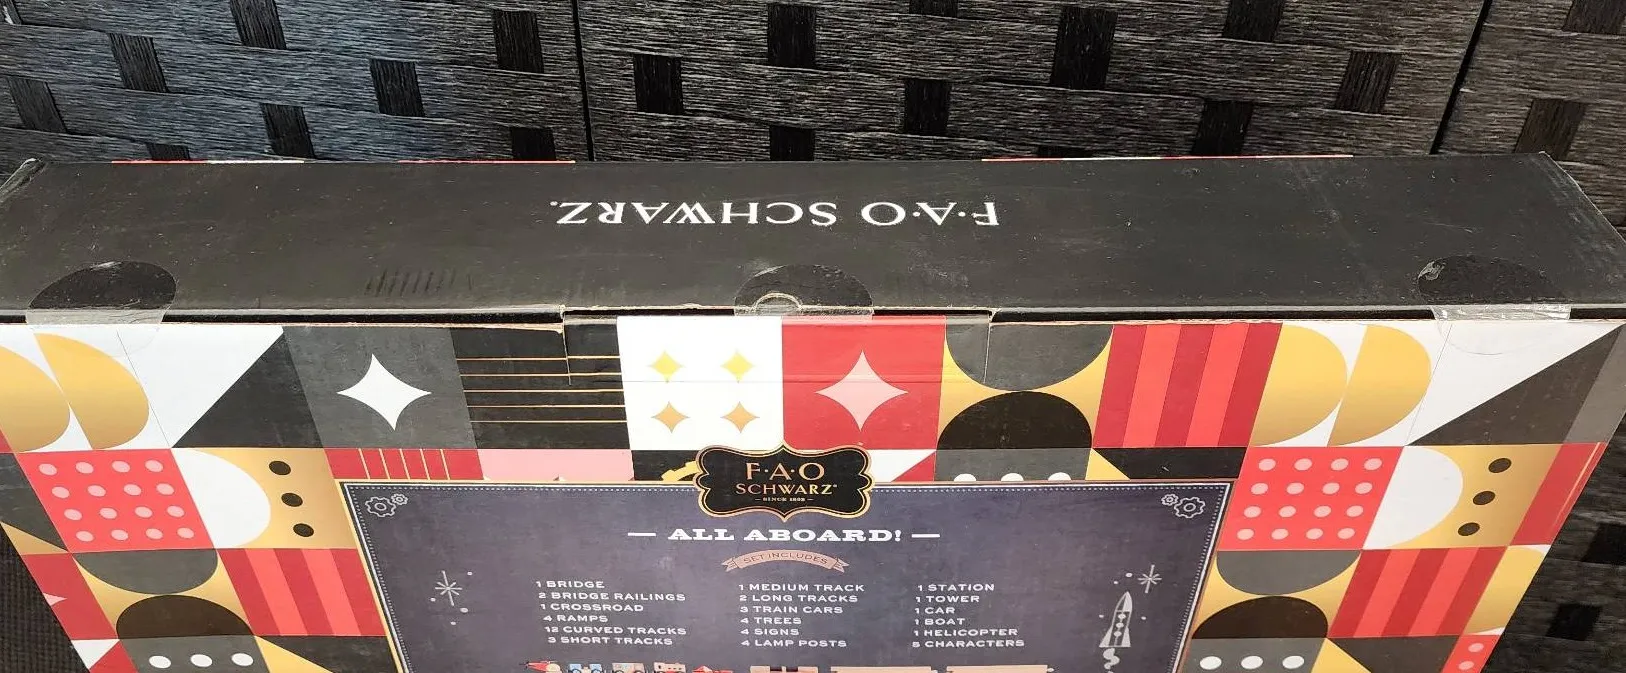 F·A·O SCHWARZ.
F·A·O
SCHWARZ
SINCE 1862
— ALL ABOARD! —
SET INCLUDES
1 BRIDGE
2 BRIDGE RAILINGS
1 CROSSROAD
4 RAMPS
12 CURVED TRACKS
3 SHORT TRACKS
1 MEDIUM TRACK
2 LONG TRACKS
3 TRAIN CARS
4 TREES
4 SIGNS
4 LAMP POSTS
1 STATION
1 TOWER
1 CAR
1 BOAT
1 HELICOPTER
5 CHARACTERS